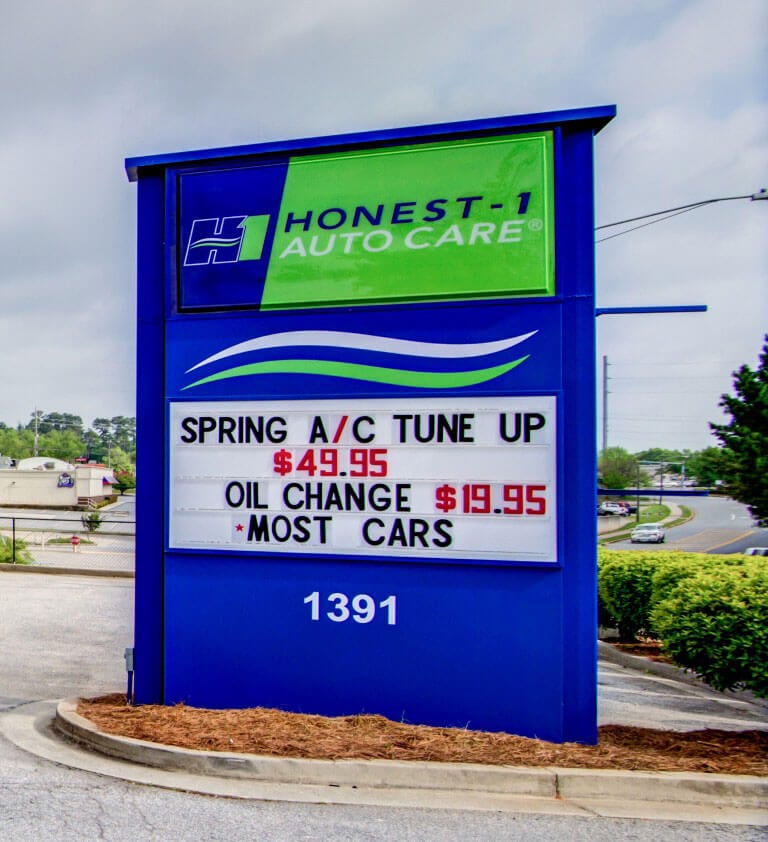 H1
HONEST-1
AUTO CARE®
SPRING A/C TUNE UP
$49.95
OIL CHANGE $19.95
*MOST CARS
1391